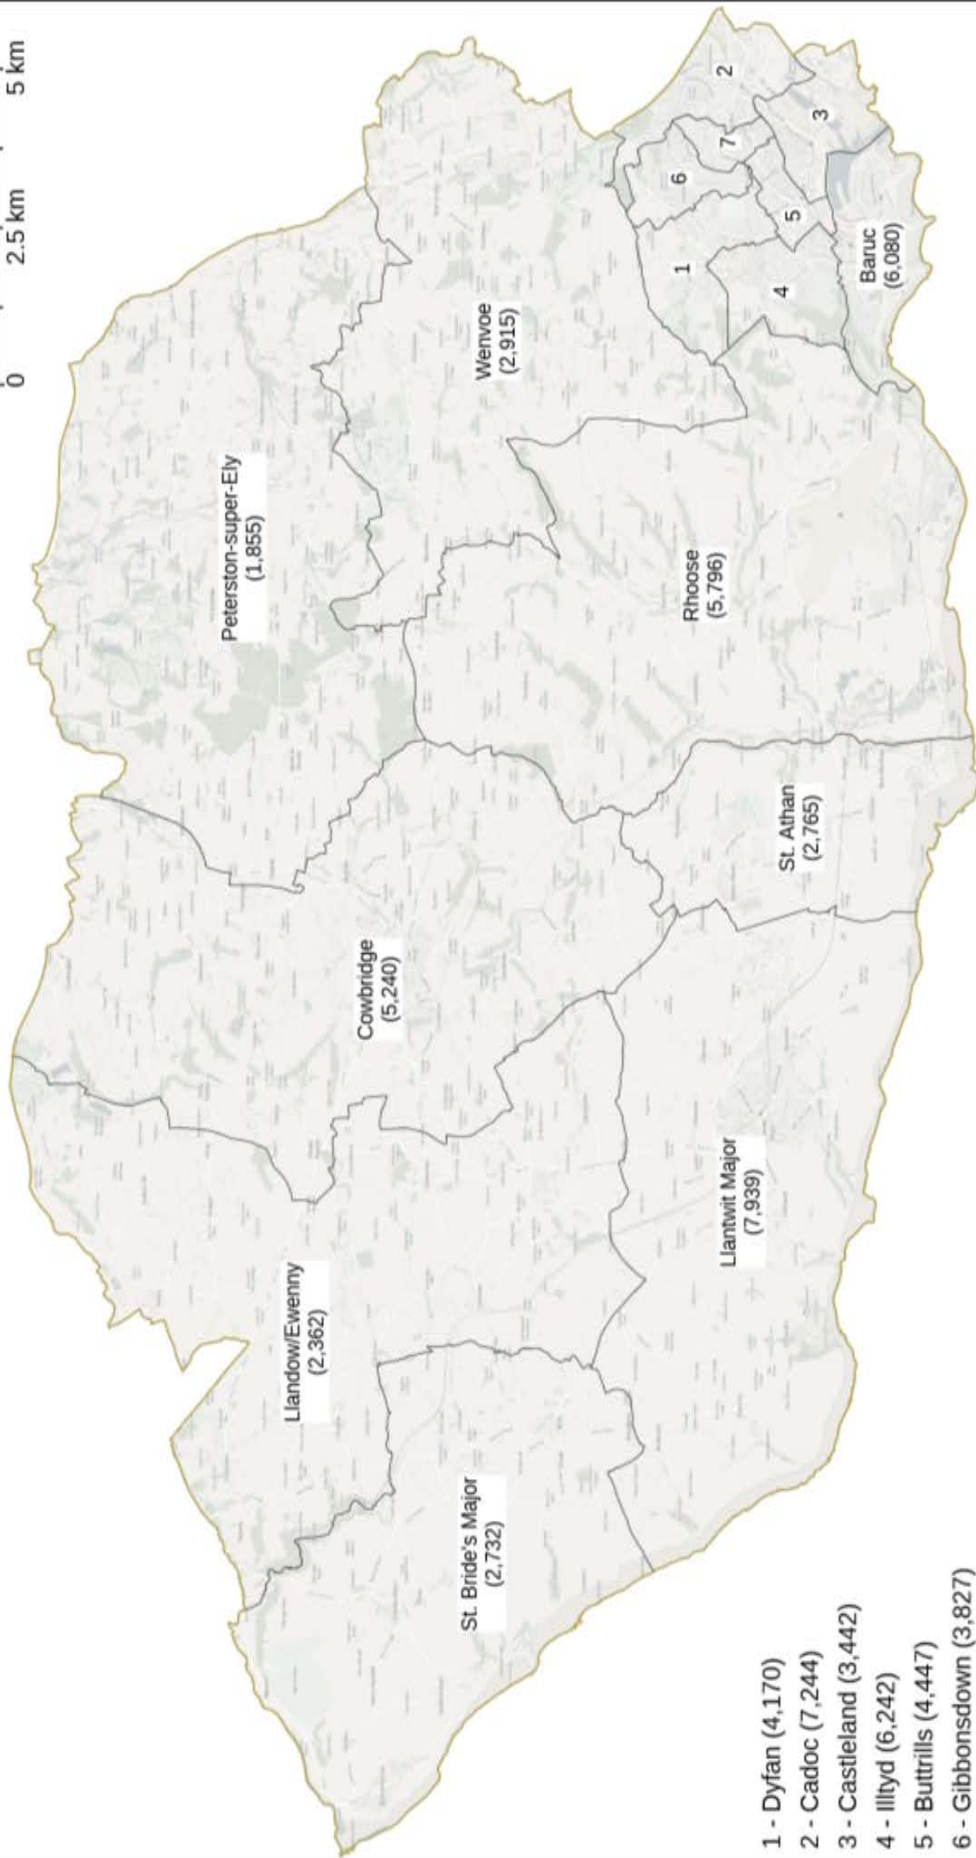 0 2.5 km 5 km
Peterston-super-Ely
(1,855)
Wenvoe
(2,915)
Cowbridge
(5,240)
Llandow/Ewenny
(2,362)
St. Bride's Major
(2,732)
Rhoose
(5,796)
St. Athan
(2,765)
Llantwit Major
(7,939)
Baruc
(6,080)
1
2
3
4
5
6
7
1 - Dyfan (4,170)
2 - Cadoc (7,244)
3 - Castleland (3,442)
4 - Illtyd (6,242)
5 - Buttrills (4,447)
6 - Gibbonsdown (3,827)